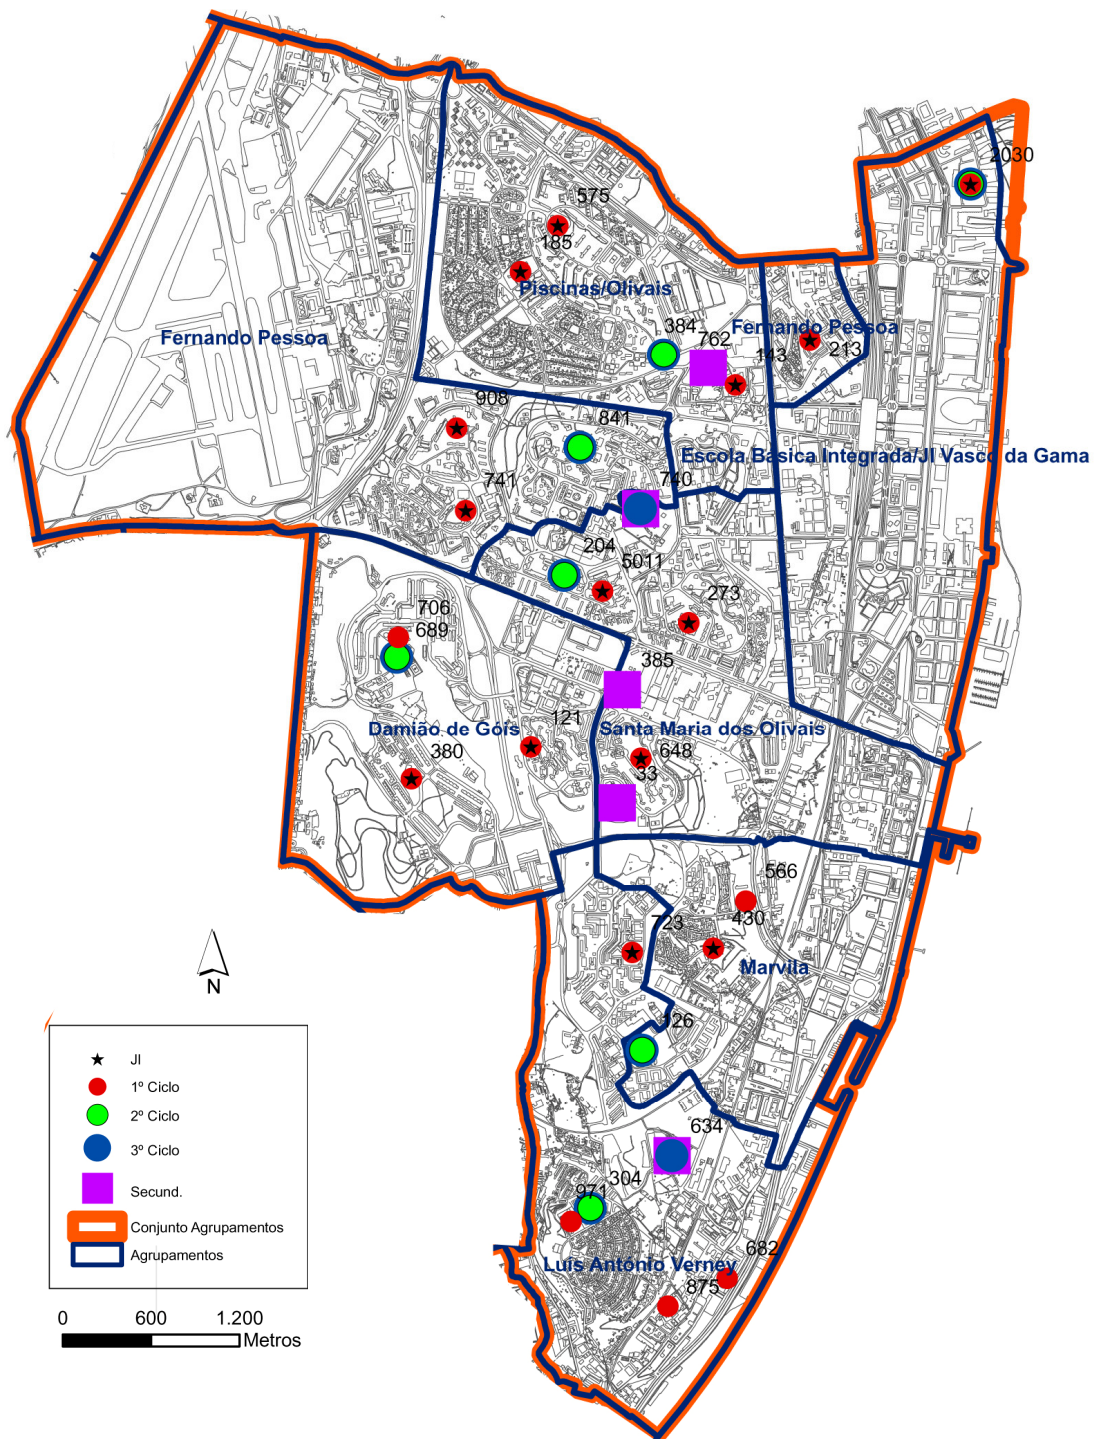 2030
575
185
Piscinas/Olivais
384
Fernando Pessoa
Fernando Pessoa
762
143
213
908
841
Escola Básica Integrada/JI Vasco da Gama
741
740
204
5011
273
706
689
385
121
Damião de Góis
Santa Maria dos Olivais
380
648
33
566
430
723
Marvila
126
634
304
971
682
Luís António Verney
875
N
JI
1º Ciclo
2º Ciclo
3º Ciclo
Secund.
Conjunto Agrupamentos
Agrupamentos
0 600 1.200
Metros